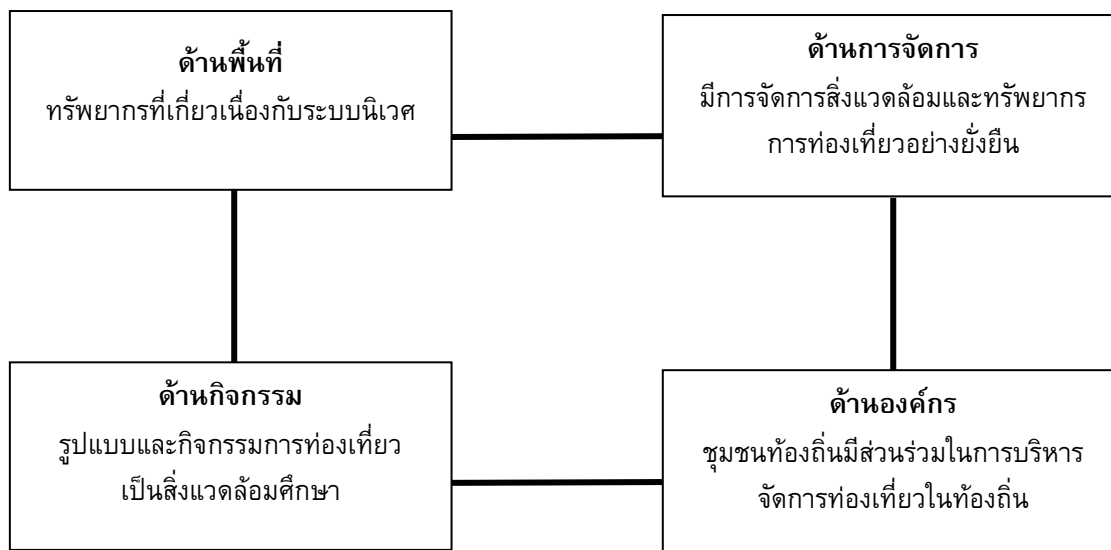 ด้านพื้นที่
ทรัพยากรที่เกี่ยวเนื่องกับระบบนิเวศ
ด้านการจัดการ
มีการจัดการสิ่งแวดล้อมและทรัพยากร
การท่องเที่ยวอย่างยั่งยืน
ด้านกิจกรรม
รูปแบบและกิจกรรมการท่องเที่ยว
เป็นสิ่งแวดล้อมศึกษา
ด้านองค์กร
ชุมชนท้องถิ่นมีส่วนร่วมในการบริหาร
จัดการท่องเที่ยวในท้องถิ่น